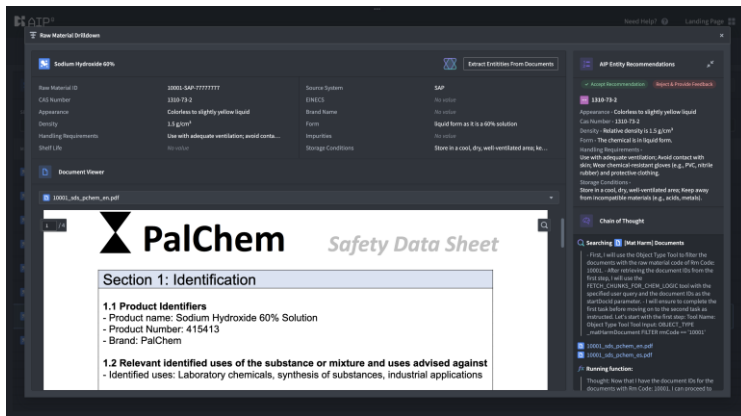 AIP
Need Help?
Landing Page
Raw Material Drilldown
Sodium Hydroxide 60%
Extract Entitities From Documents
Raw Material ID
10001-SAP-77777777
Source System
SAP
CAS Number
1310-73-2
EINECS
No value
Appearance
Colorless to slightly yellow liquid
Brand Name
No value
Density
1.5 g/cm³
Form
liquid form as it is a 60% solution
Handling Requirements
Use with adequate ventilation; avoid conta...
Impurities
No value
Shelf Life
No value
Storage Conditions
Store in a cool, dry, well-ventilated area; ke...
Document Viewer
10001_sds_pchem_en.pdf
1
PalChem
Safety Data Sheet
Section 1: Identification
1.1 Product Identifiers
- Product name: Sodium Hydroxide 60% Solution
- Product Number: 415413
- Brand: PalChem
1.2 Relevant identified uses of the substance or mixture and uses advised against
- Identified uses: Laboratory chemicals, synthesis of substances, industrial applications
AIP Entity Recommendations
Accept Recommendation
Reject & Provide Feedback
1310-73-2
Appearance - Colorless to slightly yellow liquid
Cas Number - 1310-73-2
Density - Relative density is 1.5 g/cm³
Form - The chemical is in liquid form.
Handling Requirements -
Use with adequate ventilation; Avoid contact with
skin; Wear chemical-resistant gloves (e.g., PVC, nitrile
rubber) and protective clothing.
Storage Conditions -
Store in a cool, dry, well-ventilated area; Keep away
from incompatible materials (e.g., acids, metals).
Chain of Thought
Searching [Mat Harm] Documents
- First, I will use the Object Type Tool to filter the
documents with the raw material code of Rm Code:
10001. - After retrieving the document IDs from the
first step, I will use the
FETCH_CHUNKS_FOR_CHEM_LOGIC tool with the
specified user query and the document IDs as the
startDocId parameter. - I will ensure to complete the
first task before moving on to the second task as
instructed. Let's start with the first step: Tool Name:
Object Type Tool Tool Input: OBJECT_TYPE
_matHarmDocument FILTER rmCode == '10001'
10001_sds_pchem_en.pdf
10001_sds_pchem_es.pdf
Running function:
Thought: Now that I have the document IDs for the
documents with Rm Code: 10001, I can proceed to